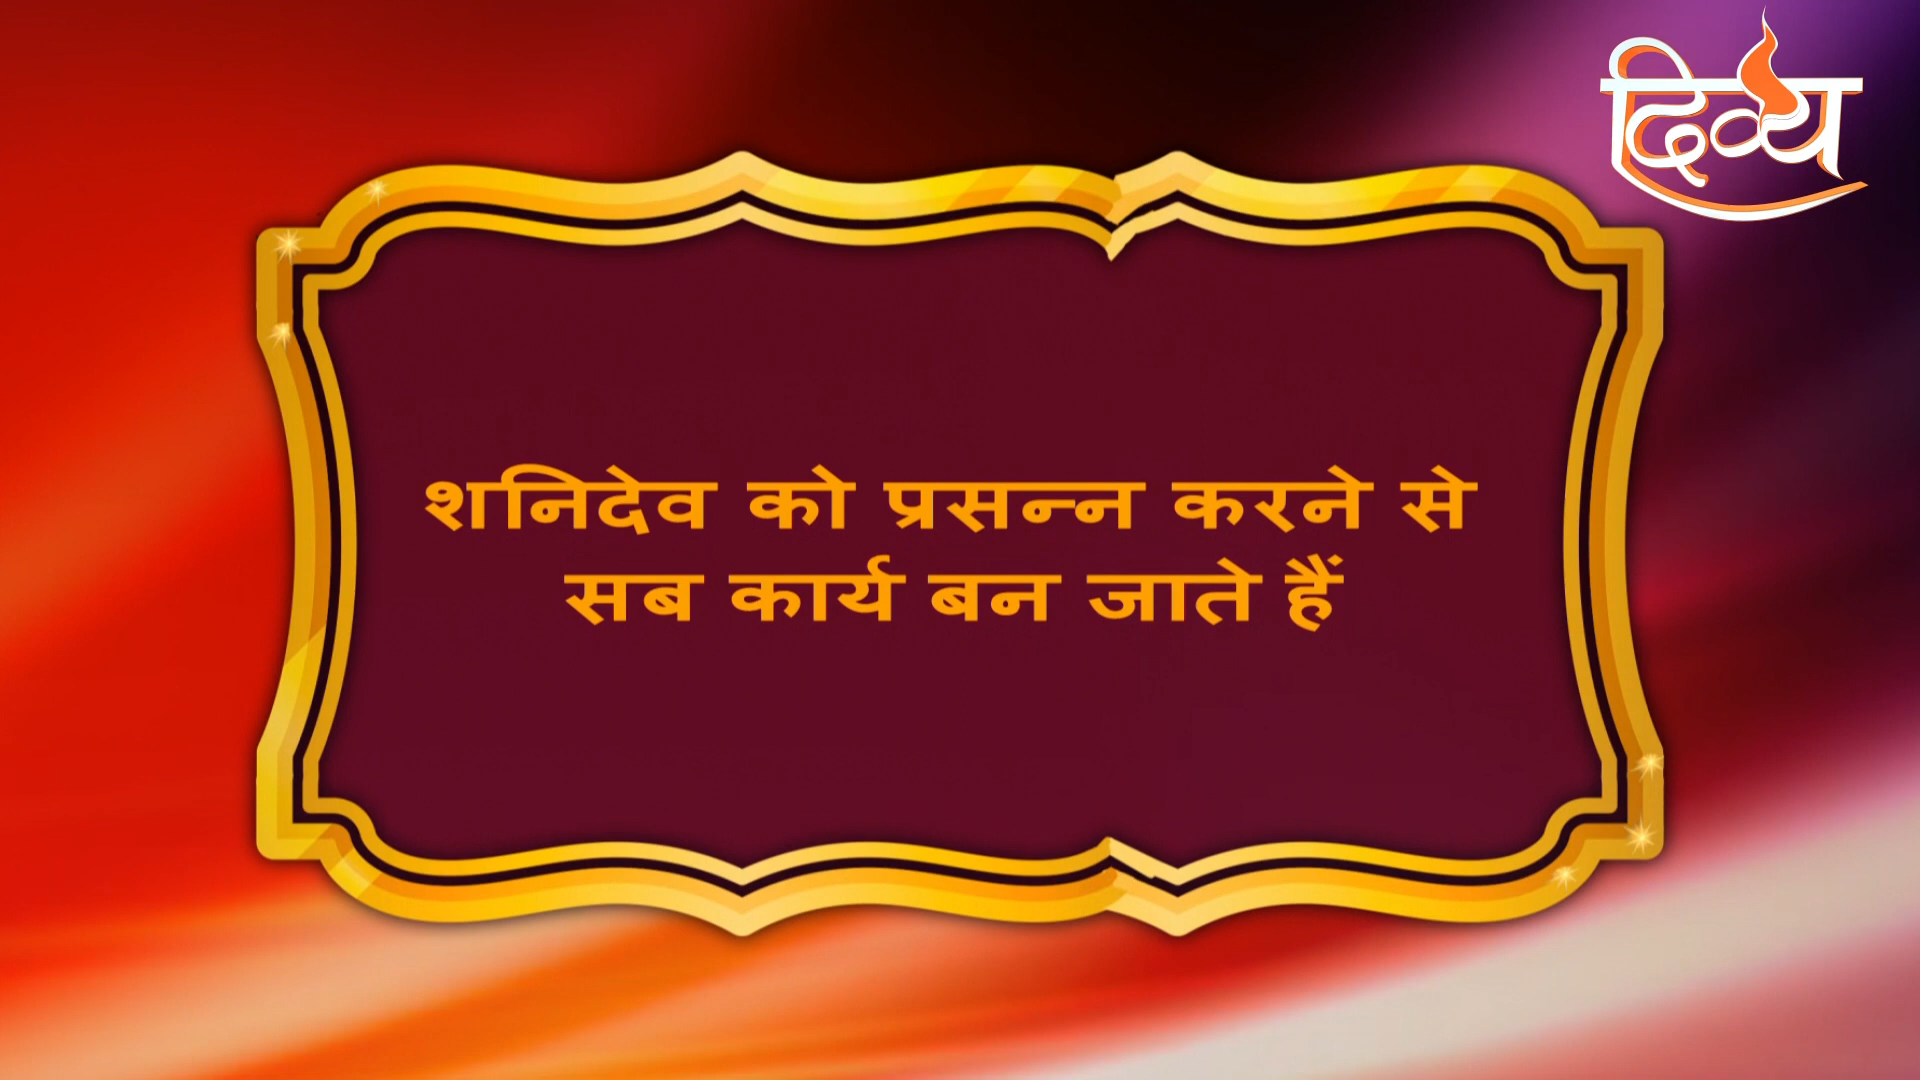 दिव्य
शनिदेव को प्रसन्न करने से
सब कार्य बन जाते हैं